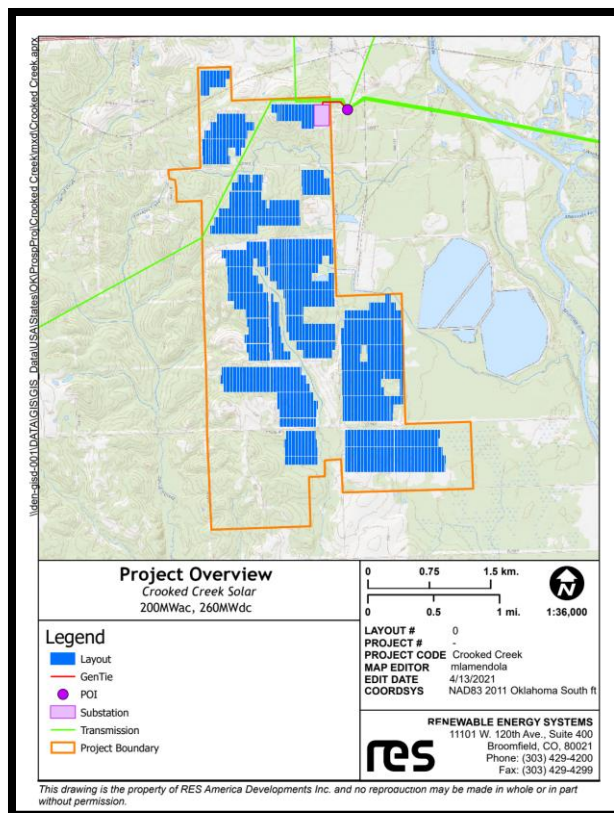 \\den-gisd-001\DATA\GIS\GIS_Data\USA\States\OK\ProspProj\Crooked Creek\mxd\Crooked Creek.aprx
Project Overview
Crooked Creek Solar
200MWac, 260MWdc
Legend
Layout
GenTie
POI
Substation
Transmission
Project Boundary
0 0.75 1.5 km.
0 0.5 1 mi.
N
1:36,000
LAYOUT # 0
PROJECT # -
PROJECT CODE Crooked Creek
MAP EDITOR mlamendola
EDIT DATE 4/13/2021
COORDSYS NAD83 2011 Oklahoma South ft
res
RENEWABLE ENERGY SYSTEMS
11101 W. 120th Ave., Suite 400
Broomfield, CO, 80021
Phone: (303) 429-4200
Fax: (303) 429-4299
This drawing is the property of RES America Developments Inc. and no reproduction may be made in whole or in part
without permission.